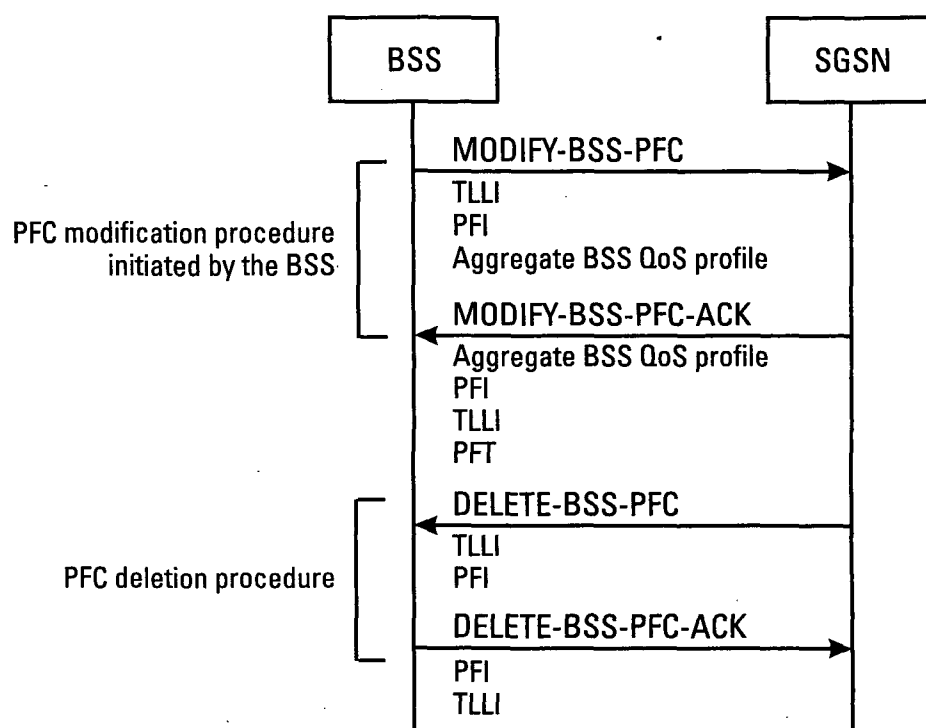 BSS
SGSN
MODIFY-BSS-PFC
TLLI
PFI
Aggregate BSS QoS profile
PFC modification procedure
initiated by the BSS
MODIFY-BSS-PFC-ACK
Aggregate BSS QoS profile
PFI
TLLI
PFT
DELETE-BSS-PFC
TLLI
PFI
PFC deletion procedure
DELETE-BSS-PFC-ACK
PFI
TLLI